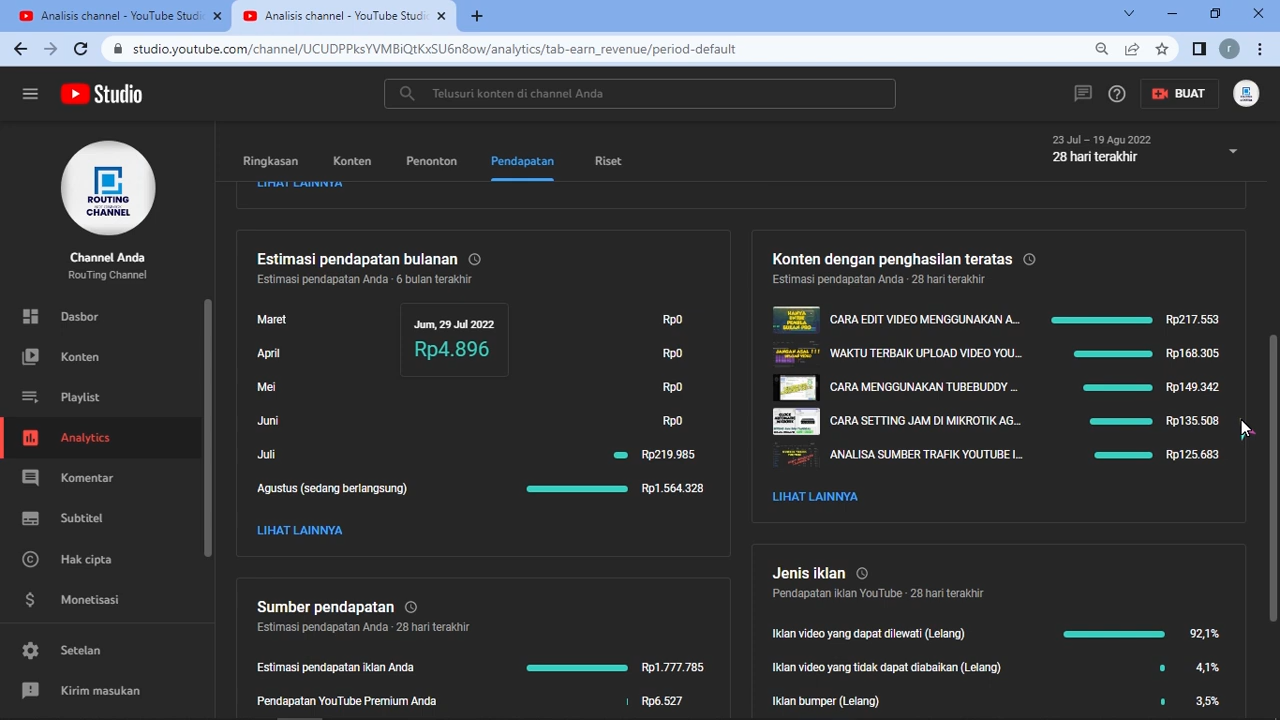 Analisis channel - YouTube Studi
Analisis channel - YouTube Studi
studio.youtube.com/channel/UCUDPPksYVMBiQtKxSU6n8ow/analytics/tab-earn_revenue/period-default
r
Studio
Telusuri konten di channel Anda
BUAT
ROUTING
CHANNEL
Channel Anda
RouTing Channel
Dasbor
Konten
Playlist
Analytics
Komentar
Subtitel
Hak cipta
Monetisasi
Setelan
Kirim masukan
Ringkasan
Konten
Penonton
Pendapatan
Riset
23 Jul – 19 Agu 2022
28 hari terakhir
LIHAT LAINNYA
Estimasi pendapatan bulanan
Estimasi pendapatan Anda · 6 bulan terakhir
Maret Rp0
April Rp0
Mei Rp0
Juni Rp0
Juli Rp219.985
Agustus (sedang berlangsung) Rp1.564.328
Jum, 29 Jul 2022
Rp4.896
LIHAT LAINNYA
Sumber pendapatan
Estimasi pendapatan Anda · 28 hari terakhir
Estimasi pendapatan iklan Anda Rp1.777.785
Pendapatan YouTube Premium Anda Rp6.527
Konten dengan penghasilan teratas
Estimasi pendapatan Anda · 28 hari terakhir
CARA EDIT VIDEO MENGGUNAKAN A... Rp217.553
WAKTU TERBAIK UPLOAD VIDEO YOU... Rp168.305
CARA MENGGUNAKAN TUBEBUDDY ... Rp149.342
CARA SETTING JAM DI MIKROTIK AG... Rp135.553
ANALISA SUMBER TRAFIK YOUTUBE I... Rp125.683
LIHAT LAINNYA
Jenis iklan
Pendapatan iklan YouTube · 28 hari terakhir
Iklan video yang dapat dilewati (Lelang) 92,1%
Iklan video yang tidak dapat diabaikan (Lelang) 4,1%
Iklan bumper (Lelang) 3,5%